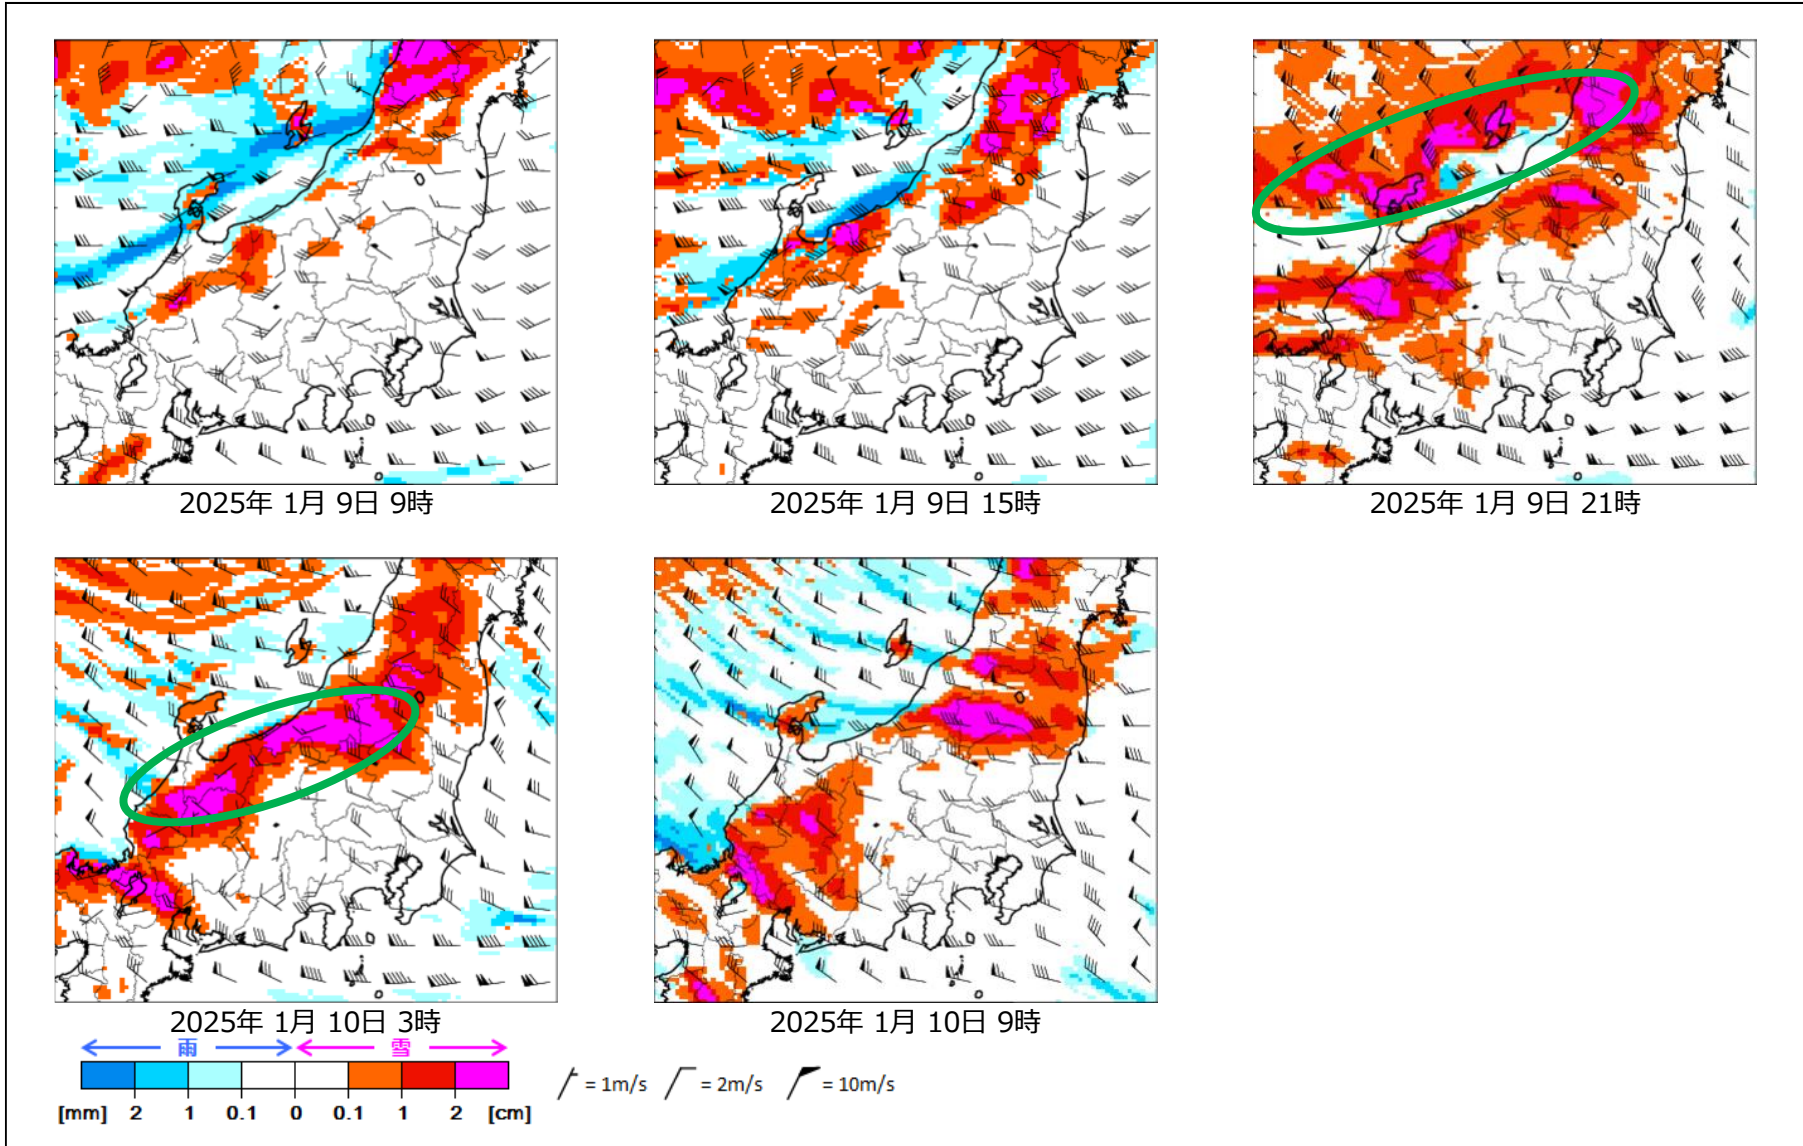 2025年 1月 9日 9時
2025年 1月 9日 15時
2025年 1月 9日 21時
2025年 1月 10日 3時
2025年 1月 10日 9時
雨 雪
[mm] 2 1 0.1 0 0.1 1 2 [cm]
= 1m/s = 2m/s = 10m/s